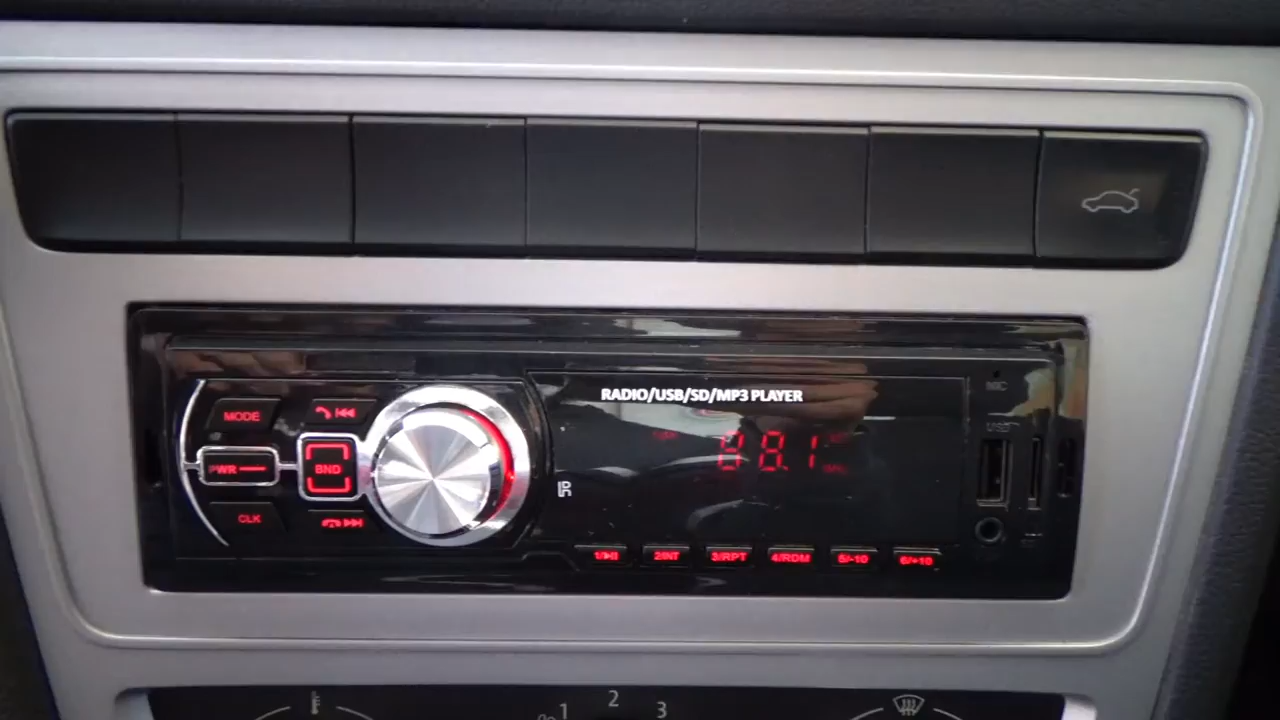 RADIO/USB/SD/MP3 PLAYER
MIC
MODE
USB
PWR
BND
88.1
CLK
1/
2/INT
3/RPT
4/RDM
5/-10
6/+10
1 2 3